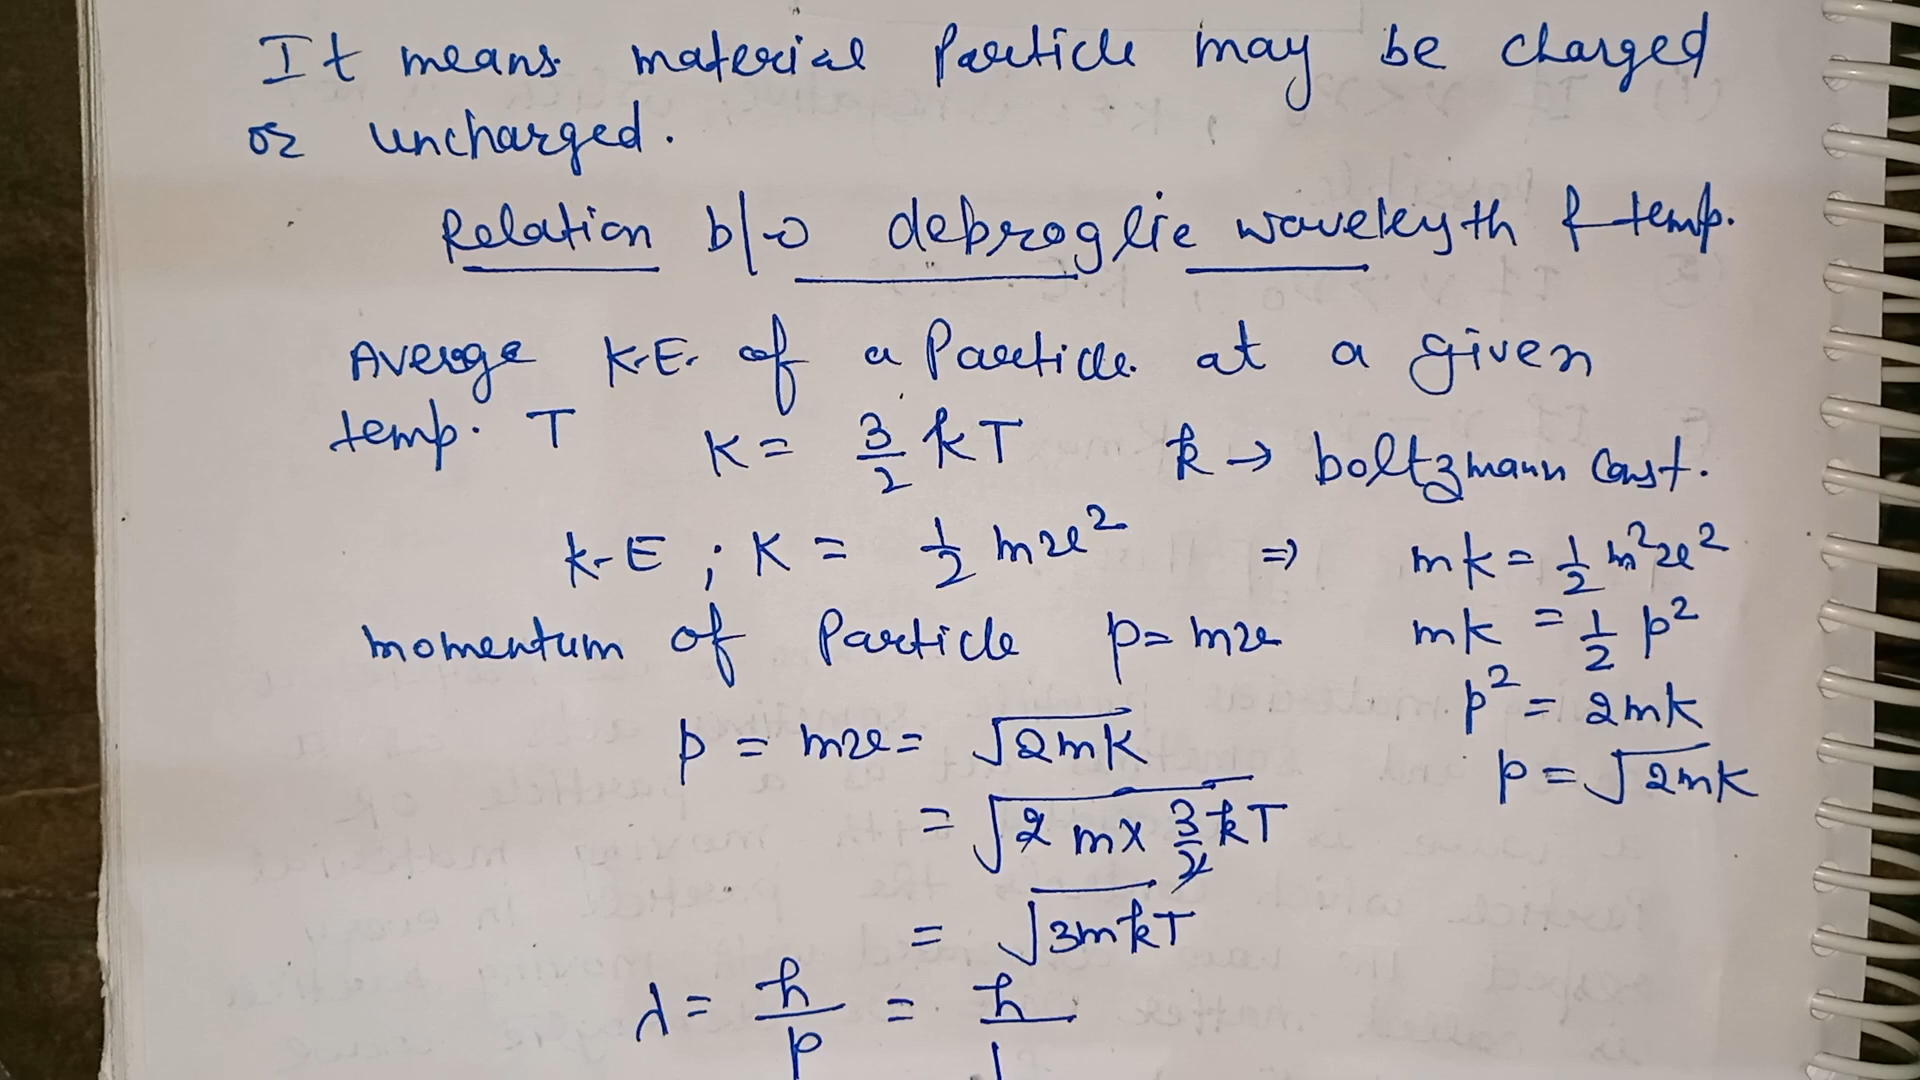 It means material Particle may be charged
or uncharged.
Relation b/w debroglie wavelength & temp.
Average K.E. of a Particle at a given
temp. T K = 3/2 kT k → boltzmann Const.
K.E ; K = 1/2 mv² ⇒ mK = 1/2 m²v²
momentum of Particle p = mv mK = 1/2 p²
p² = 2mK
p = mv = √2mK p = √2mK
= √2 m x 3/2 kT
= √3mkT
λ = h/p = h